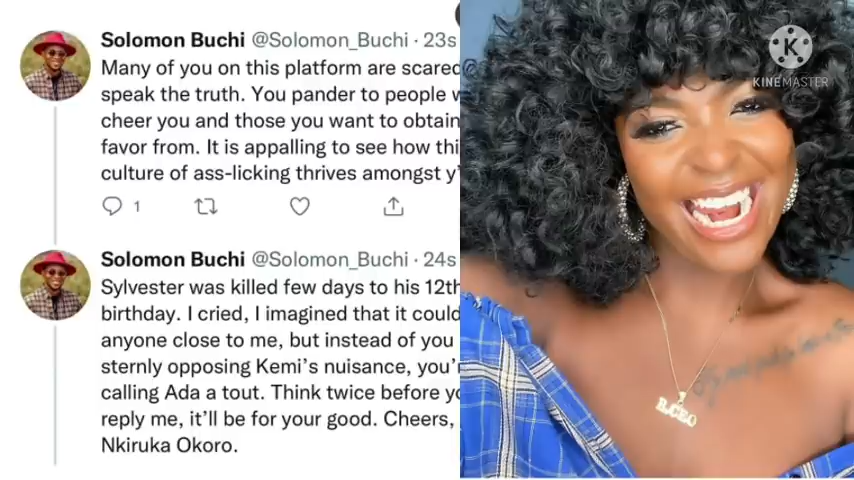 Solomon Buchi @Solomon_Buchi · 23s
Many of you on this platform are scared
speak the truth. You pander to people
cheer you and those you want to obtain
favor from. It is appalling to see how
culture of ass-licking thrives amongst
1
Solomon Buchi @Solomon_Buchi · 24s
Sylvester was killed few days to his 12th
birthday. I cried, I imagined that it could
anyone close to me, but instead of you
sternly opposing Kemi's nuisance,
calling Ada a tout. Think twice before
reply me, it'll be for your good. Cheers,
Nkiruka Okoro.
K
KINEMASTER
B.CEO